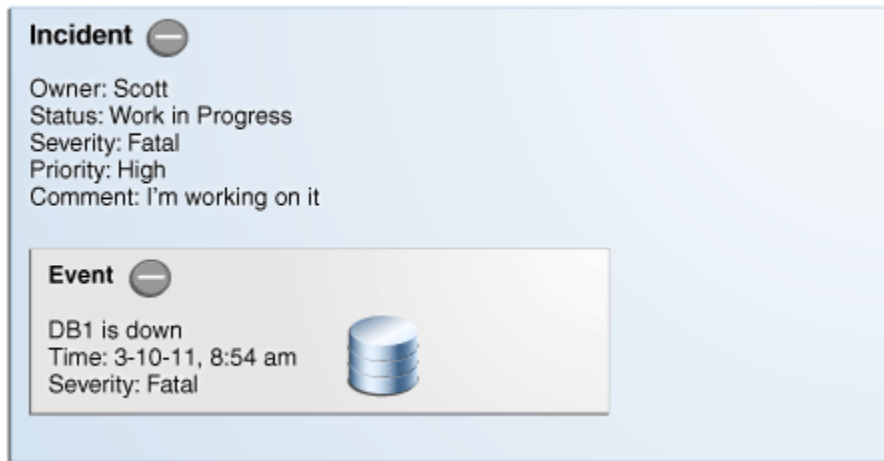 Incident
Owner: Scott
Status: Work in Progress
Severity: Fatal
Priority: High
Comment: I'm working on it
Event
DB1 is down
Time: 3-10-11, 8:54 am
Severity: Fatal